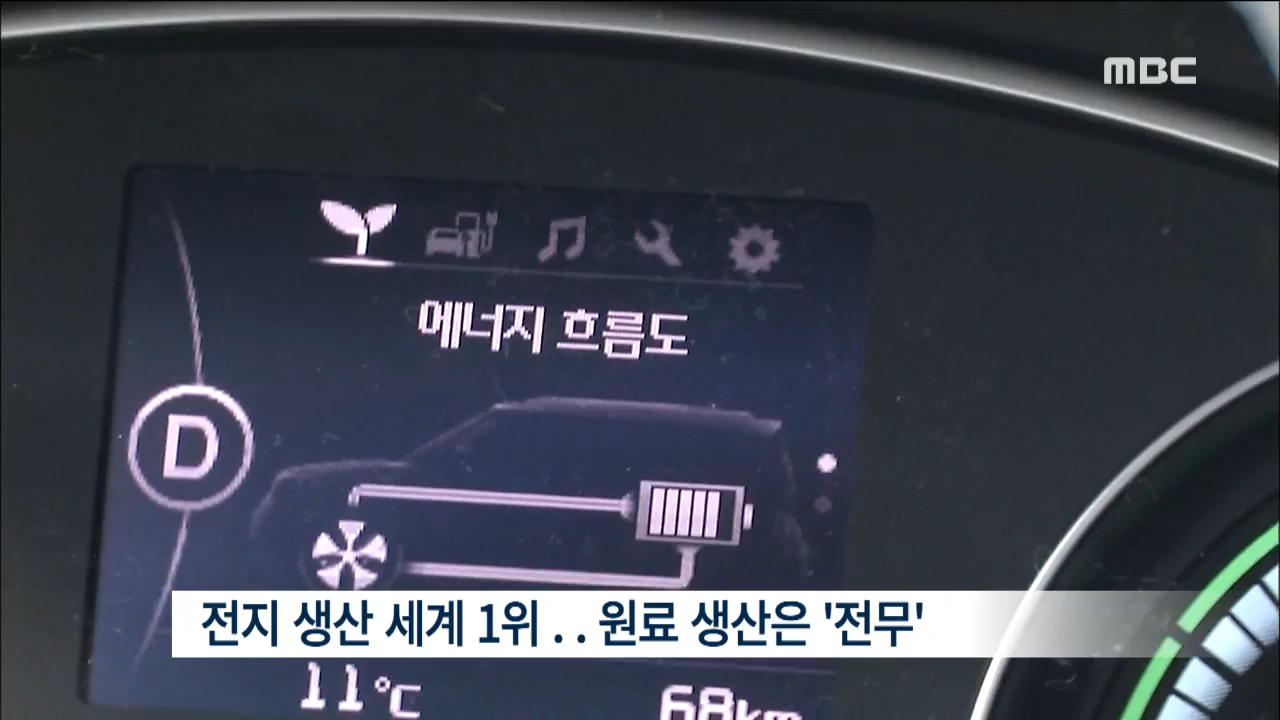 MBC
에너지 흐름도
D
전지 생산 세계 1위 . . 원료 생산은 '전무'
11℃
68km